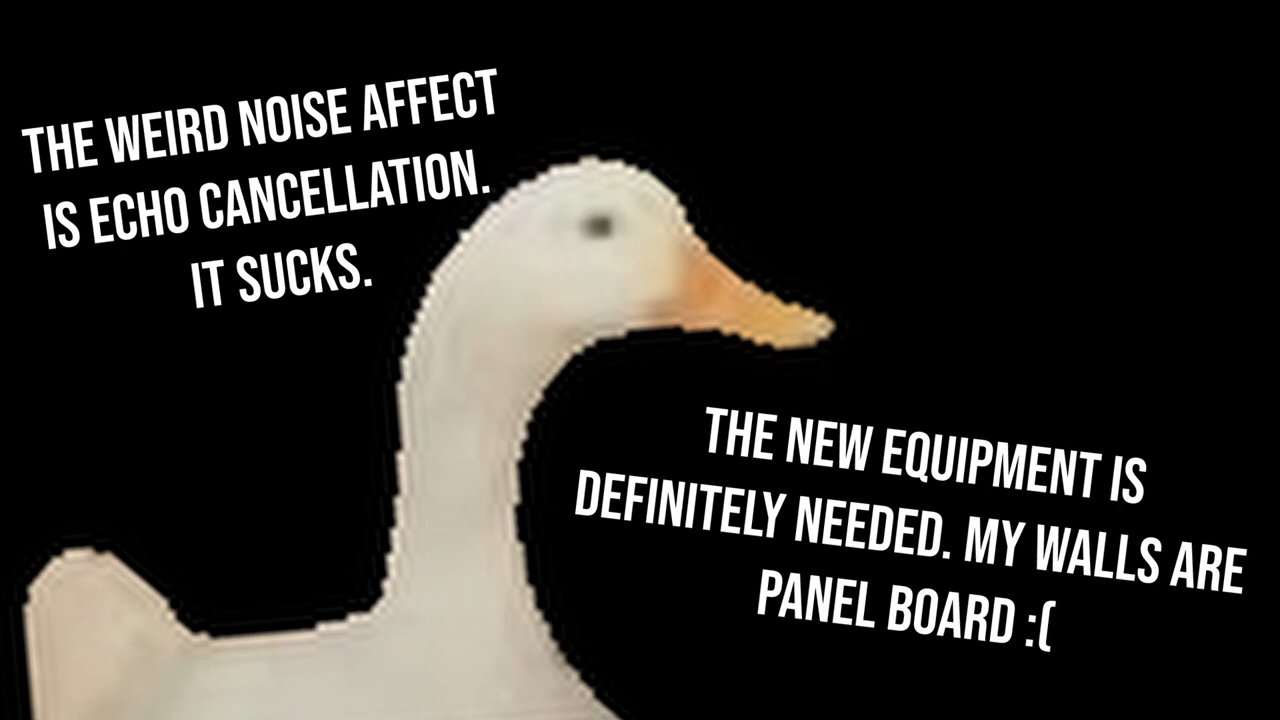 THE WEIRD NOISE AFFECT
IS ECHO CANCELLATION.
IT SUCKS.
THE NEW EQUIPMENT IS
DEFINITELY NEEDED. MY WALLS ARE
PANEL BOARD :(